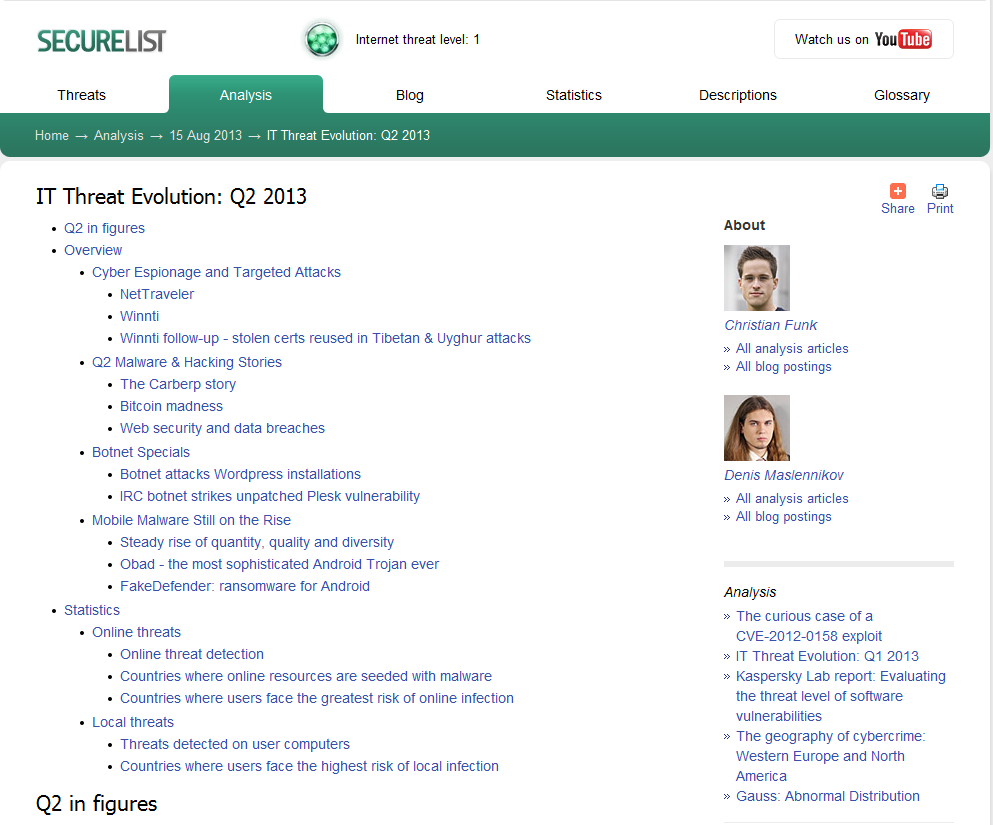 SECURELIST
Internet threat level: 1
Watch us on YouTube
Threats
Analysis
Blog
Statistics
Descriptions
Glossary
Home → Analysis → 15 Aug 2013 → IT Threat Evolution: Q2 2013
IT Threat Evolution: Q2 2013
Q2 in figures
Overview
Cyber Espionage and Targeted Attacks
NetTraveler
Winnti
Winnti follow-up - stolen certs reused in Tibetan & Uyghur attacks
Q2 Malware & Hacking Stories
The Carberp story
Bitcoin madness
Web security and data breaches
Botnet Specials
Botnet attacks Wordpress installations
IRC botnet strikes unpatched Plesk vulnerability
Mobile Malware Still on the Rise
Steady rise of quantity, quality and diversity
Obad - the most sophisticated Android Trojan ever
FakeDefender: ransomware for Android
Statistics
Online threats
Online threat detection
Countries where online resources are seeded with malware
Countries where users face the greatest risk of online infection
Local threats
Threats detected on user computers
Countries where users face the highest risk of local infection
Q2 in figures
Share
Print
About
Christian Funk
» All analysis articles
» All blog postings
Denis Maslennikov
» All analysis articles
» All blog postings
Analysis
» The curious case of a
CVE-2012-0158 exploit
» IT Threat Evolution: Q1 2013
» Kaspersky Lab report: Evaluating
the threat level of software
vulnerabilities
» The geography of cybercrime:
Western Europe and North
America
» Gauss: Abnormal Distribution